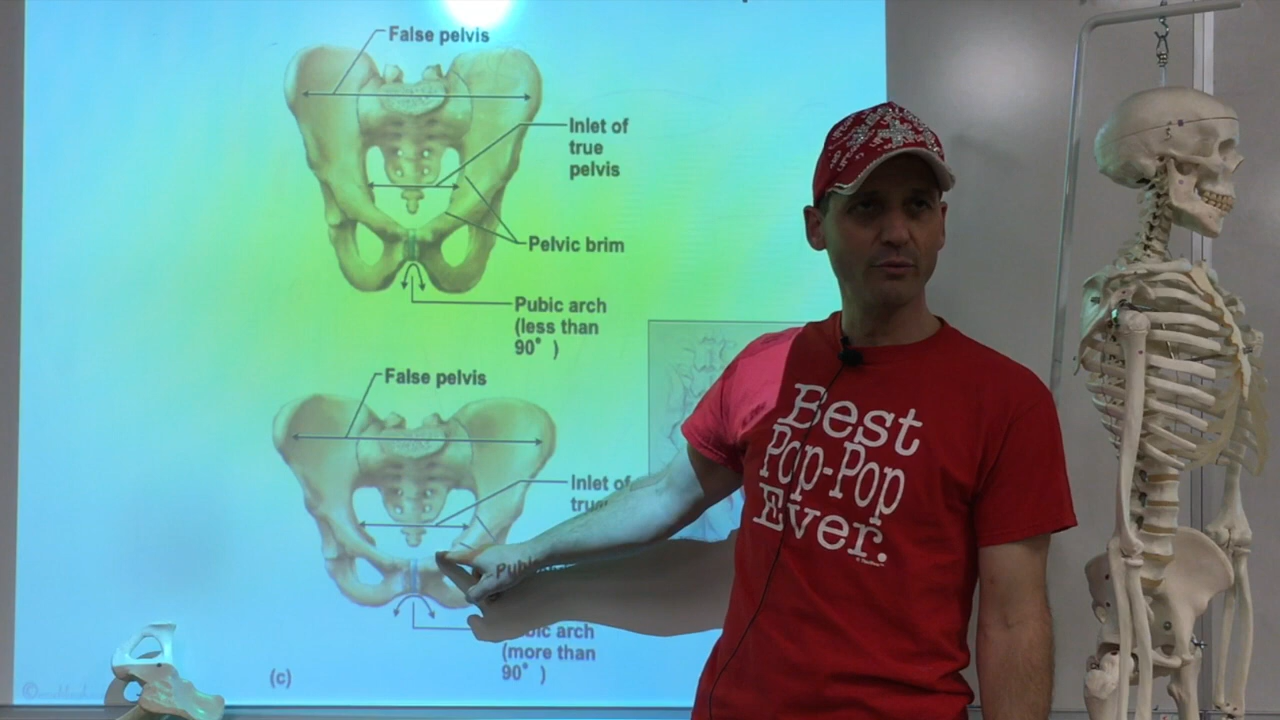 False pelvis
Inlet of
true
pelvis
Pelvic brim
Pubic arch
(less than
90° )
False pelvis
Inlet of
(more than
90° )
(c)
Best
Pop-Pop
Ever.